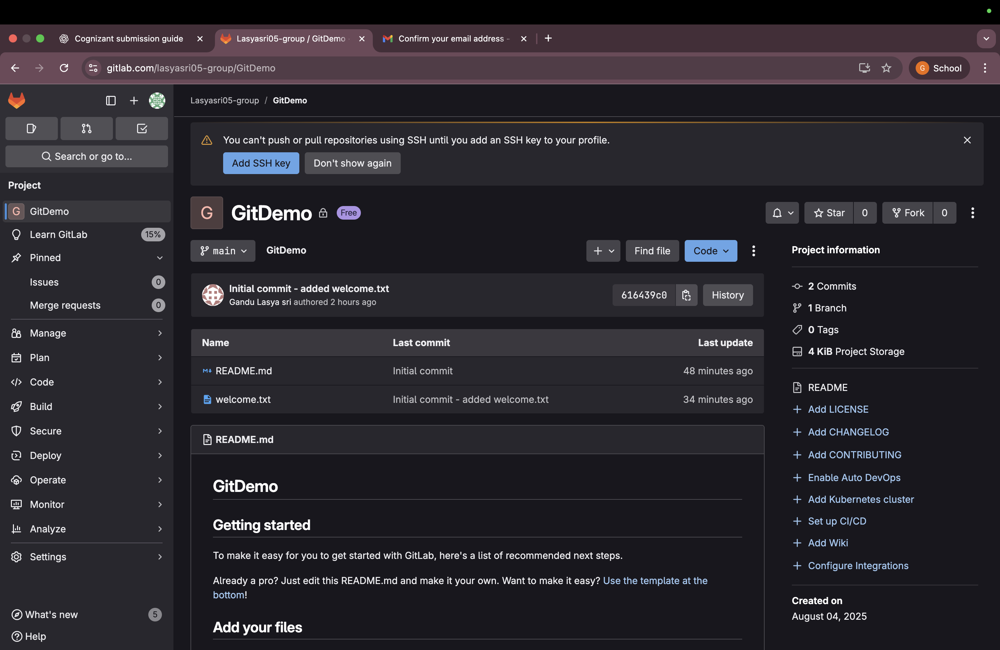 Cognizant submission guide
Lasyasri05-group / GitDemo
Confirm your email address -
gitlab.com/lasyasri05-group/GitDemo
G School
Lasyasri05-group / GitDemo
Search or go to...
You can't push or pull repositories using SSH until you add an SSH key to your profile.
Add SSH key Don't show again
Project
G GitDemo
Learn GitLab 15%
Pinned
Issues 0
Merge requests 0
Manage
Plan
Code
Build
Secure
Deploy
Operate
Monitor
Analyze
Settings
What's new 5
Help
G GitDemo Free
Star 0 Fork 0
main GitDemo Find file Code
Initial commit - added welcome.txt
Gandu Lasya sri authored 2 hours ago
616439c0 History
Name Last commit Last update
README.md Initial commit 48 minutes ago
welcome.txt Initial commit - added welcome.txt 34 minutes ago
README.md
GitDemo
Getting started
To make it easy for you to get started with GitLab, here's a list of recommended next steps.
Already a pro? Just edit this README.md and make it your own. Want to make it easy? Use the template at the
bottom!
Add your files
Project information
2 Commits
1 Branch
0 Tags
4 KiB Project Storage
README
Add LICENSE
Add CHANGELOG
Add CONTRIBUTING
Enable Auto DevOps
Add Kubernetes cluster
Set up CI/CD
Add Wiki
Configure Integrations
Created on
August 04, 2025